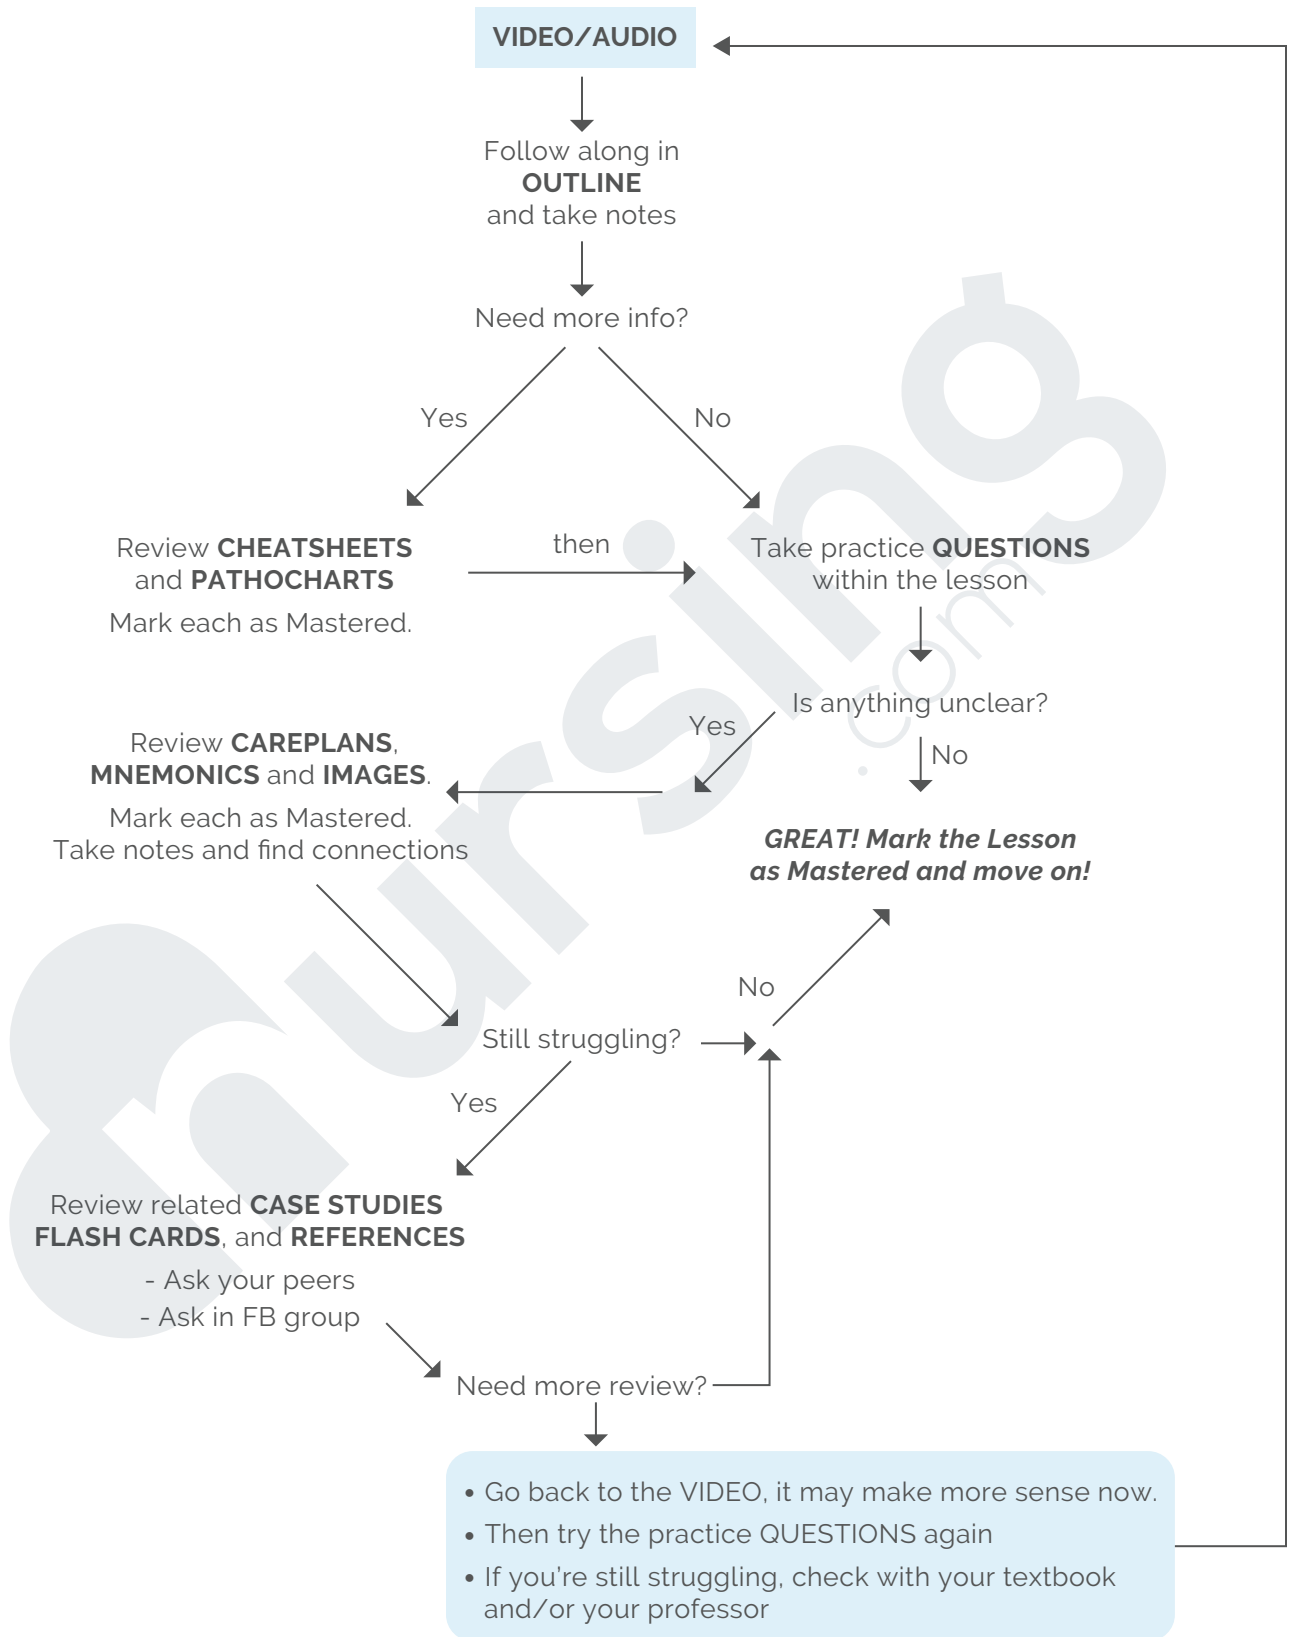 VIDEO/AUDIO
Follow along in
OUTLINE
and take notes
Need more info?
Yes
No
Review CHEATSHEETS
and PATHOCHARTS
Mark each as Mastered.
then
Take practice QUESTIONS
within the lesson
Is anything unclear?
Yes
No
Review CAREPLANS,
MNEMONICS and IMAGES.
Mark each as Mastered.
Take notes and find connections
GREAT! Mark the Lesson
as Mastered and move on!
No
Still struggling?
Yes
Review related CASE STUDIES
FLASH CARDS, and REFERENCES
- Ask your peers
- Ask in FB group
Need more review?
• Go back to the VIDEO, it may make more sense now.
• Then try the practice QUESTIONS again
• If you're still struggling, check with your textbook
and/or your professor
nursing
.com